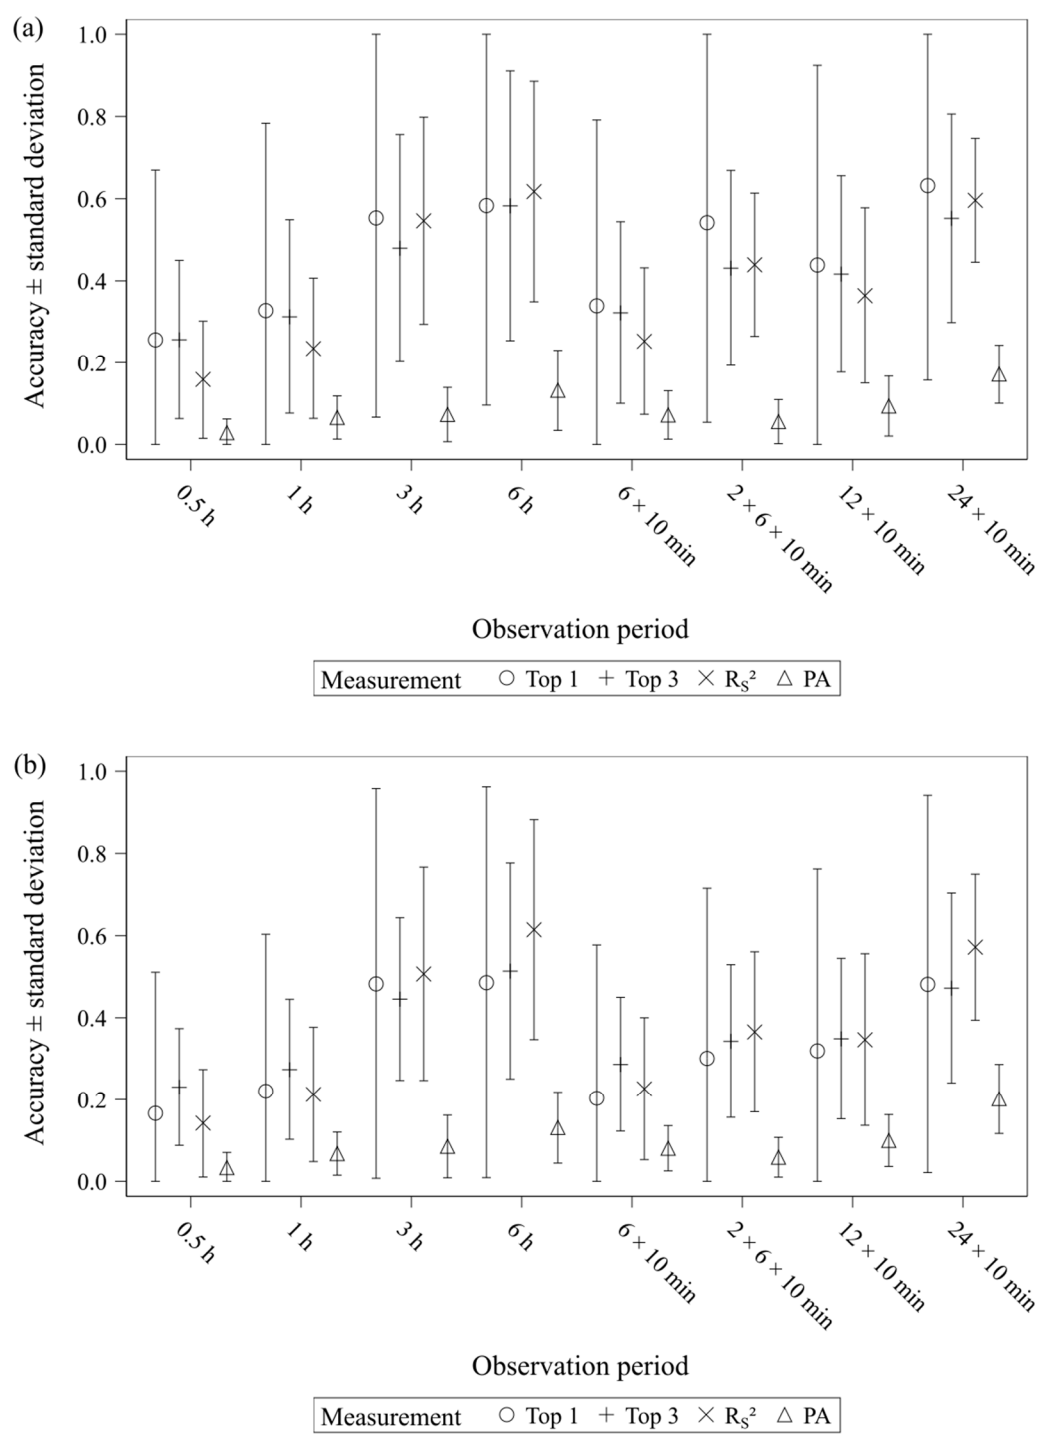 (a)
Accuracy ± standard deviation
1.0
0.8
0.6
0.4
0.2
0.0
0.5 h
1 h
3 h
6 h
6 × 10 min
2 × 6 × 10 min
12 × 10 min
24 × 10 min
Observation period
Measurement Top 1 Top 3 R_S² PA
(b)
Accuracy ± standard deviation
1.0
0.8
0.6
0.4
0.2
0.0
0.5 h
1 h
3 h
6 h
6 × 10 min
2 × 6 × 10 min
12 × 10 min
24 × 10 min
Observation period
Measurement Top 1 Top 3 R_S² PA